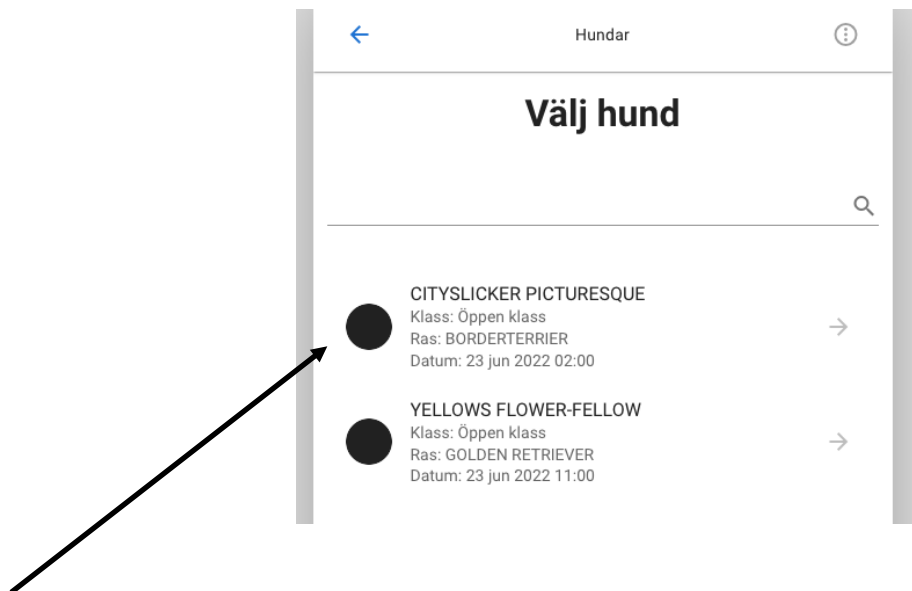 Hundar
Välj hund
CITYSLICKER PICTURESQUE
Klass: Öppen klass
Ras: BORDERTERRIER
Datum: 23 jun 2022 02:00
YELLOWS FLOWER-FELLOW
Klass: Öppen klass
Ras: GOLDEN RETRIEVER
Datum: 23 jun 2022 11:00